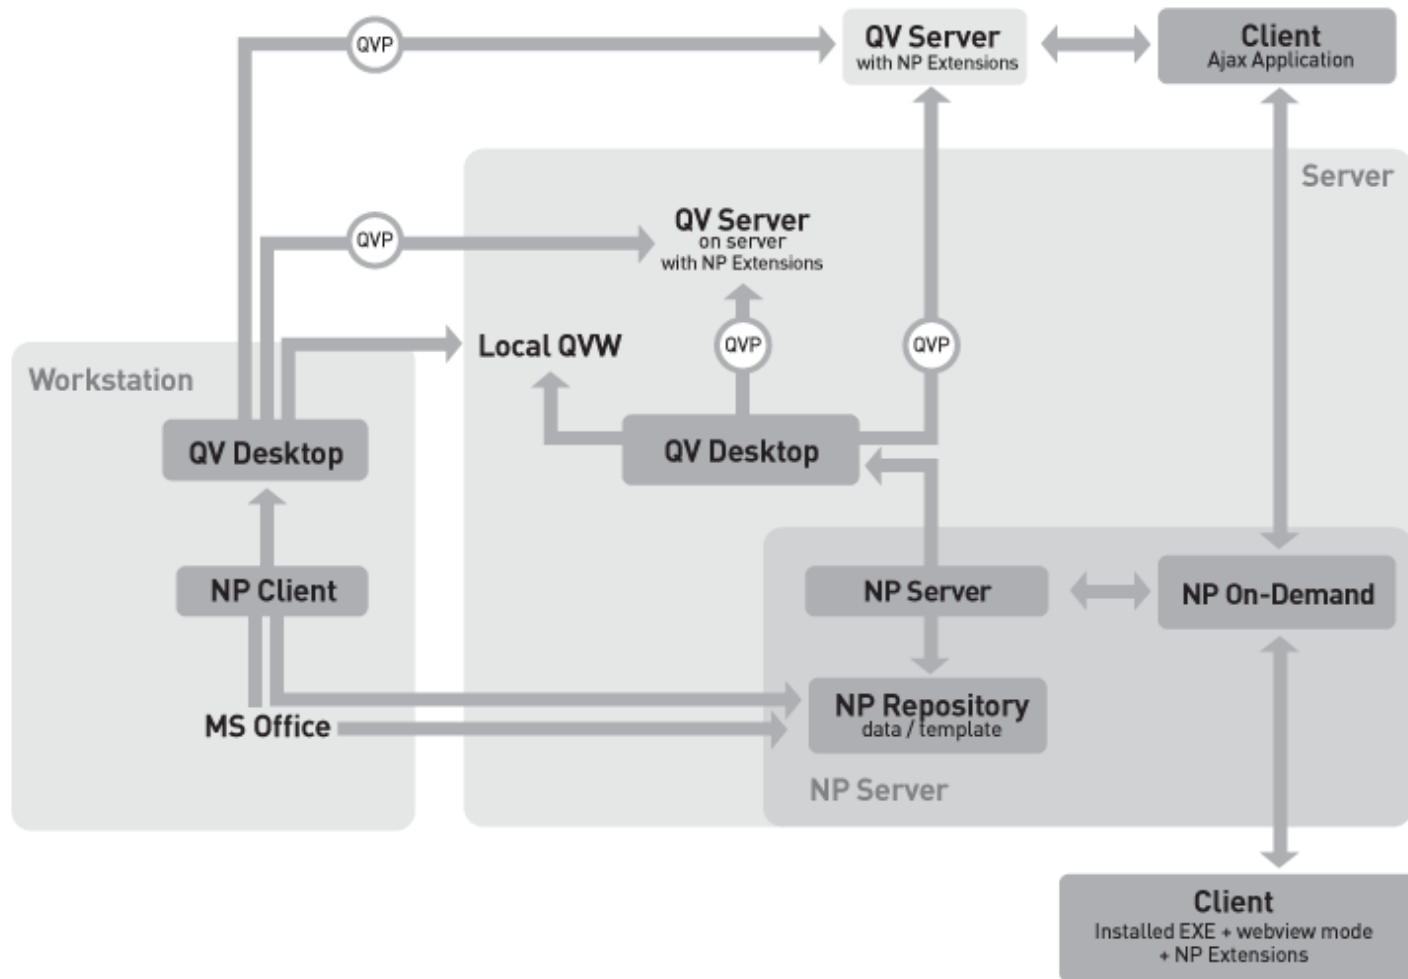 QVP
QV Server
with NP Extensions
Client
Ajax Application
Server
QVP
QV Server
on server
with NP Extensions
Local QVW
QVP
QVP
Workstation
QV Desktop
QV Desktop
NP Client
NP Server
NP On-Demand
MS Office
NP Repository
data / template
NP Server
Client
Installed EXE + webview mode
+ NP Extensions